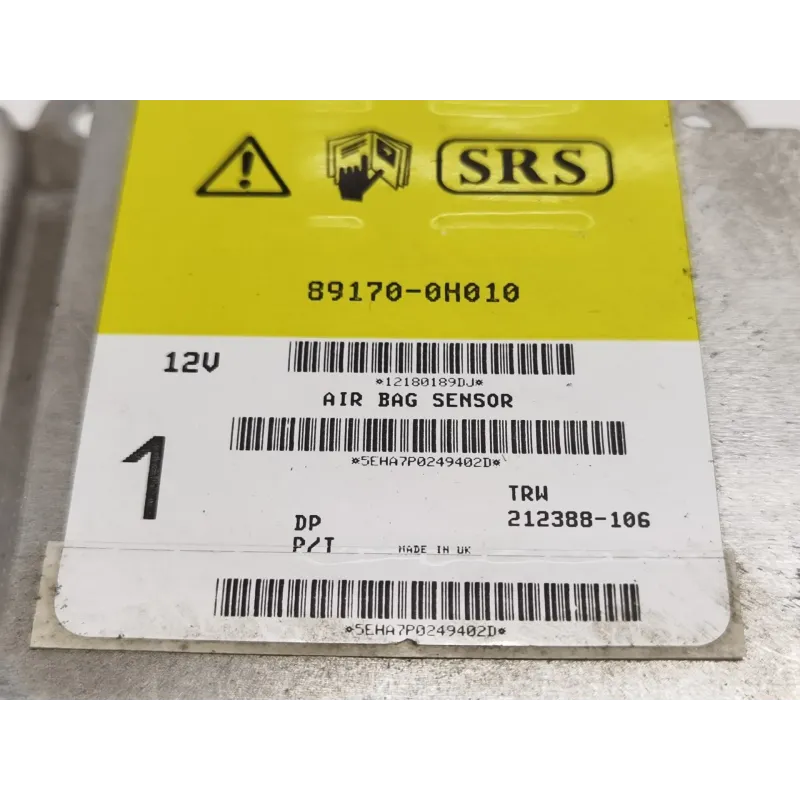 SRS
89170-0H010
12V
*12180189DJ*
AIR BAG SENSOR
*5EHA7P0249402D*
1
TRW
DP
212388-106
P/T
MADE IN UK
*5EHA7P0249402D*